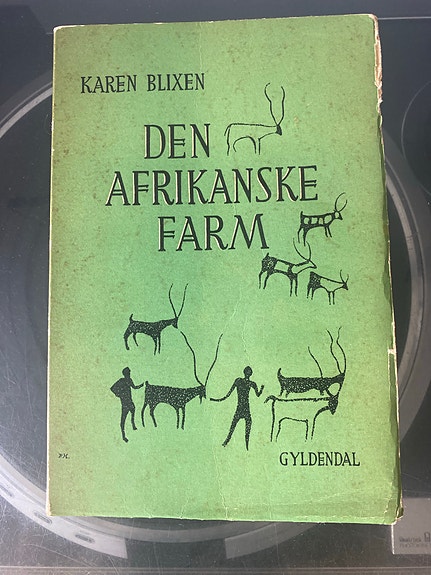 KAREN BLIXEN
DEN
AFRIKANSKE
FARM
GYLDENDAL